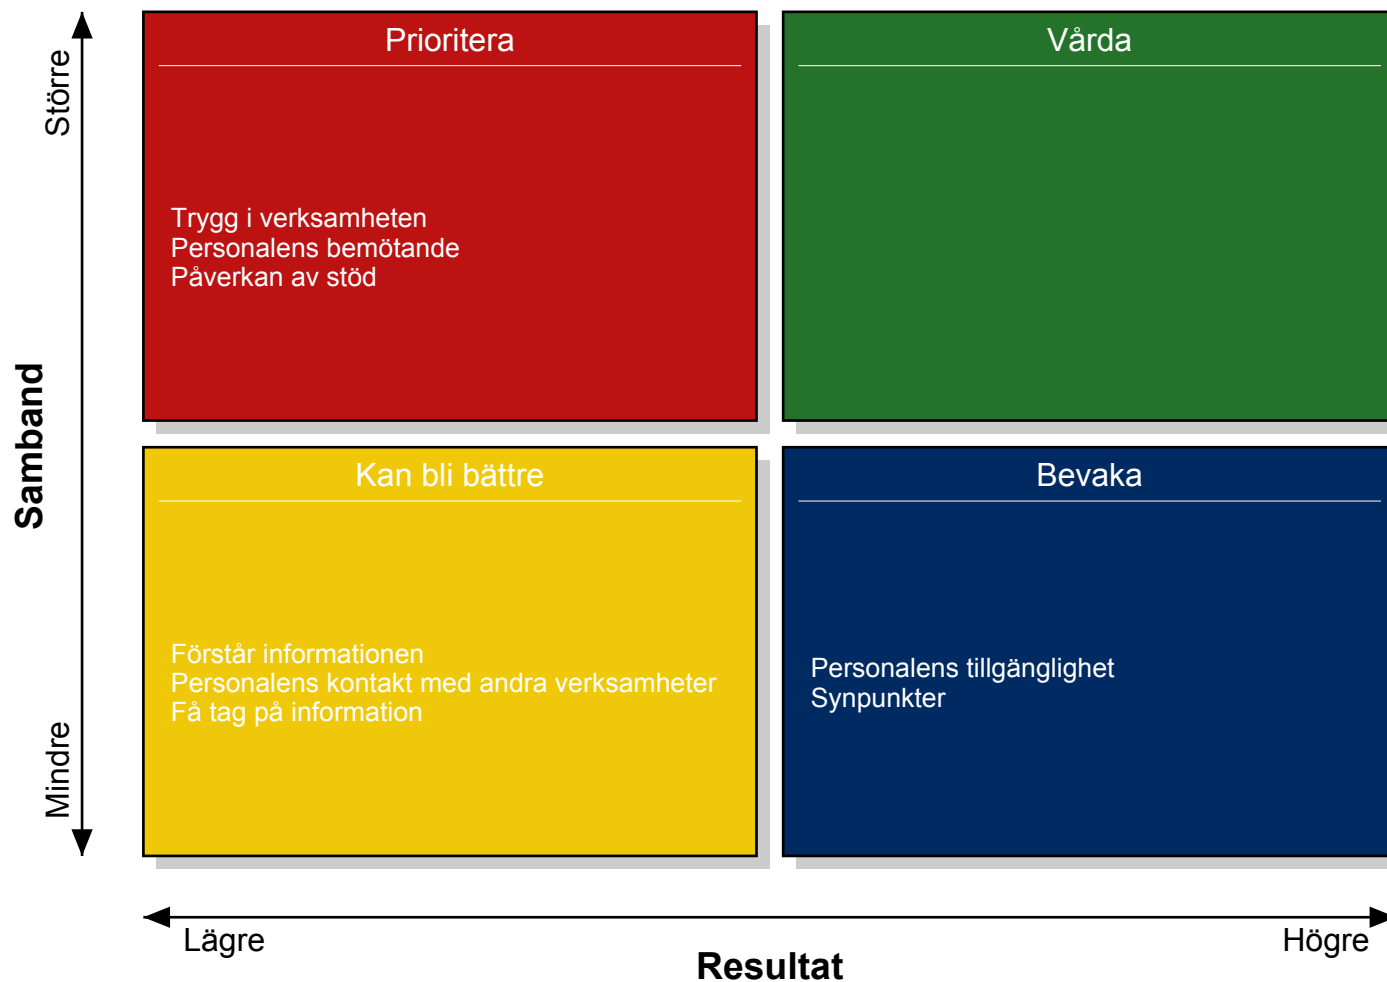 Större
Samband
Mindre
Prioritera
Trygg i verksamheten
Personalens bemötande
Påverkan av stöd
Vårda
Kan bli bättre
Förstår informationen
Personalens kontakt med andra verksamheter
Få tag på information
Bevaka
Personalens tillgänglighet
Synpunkter
Lägre
Högre
Resultat